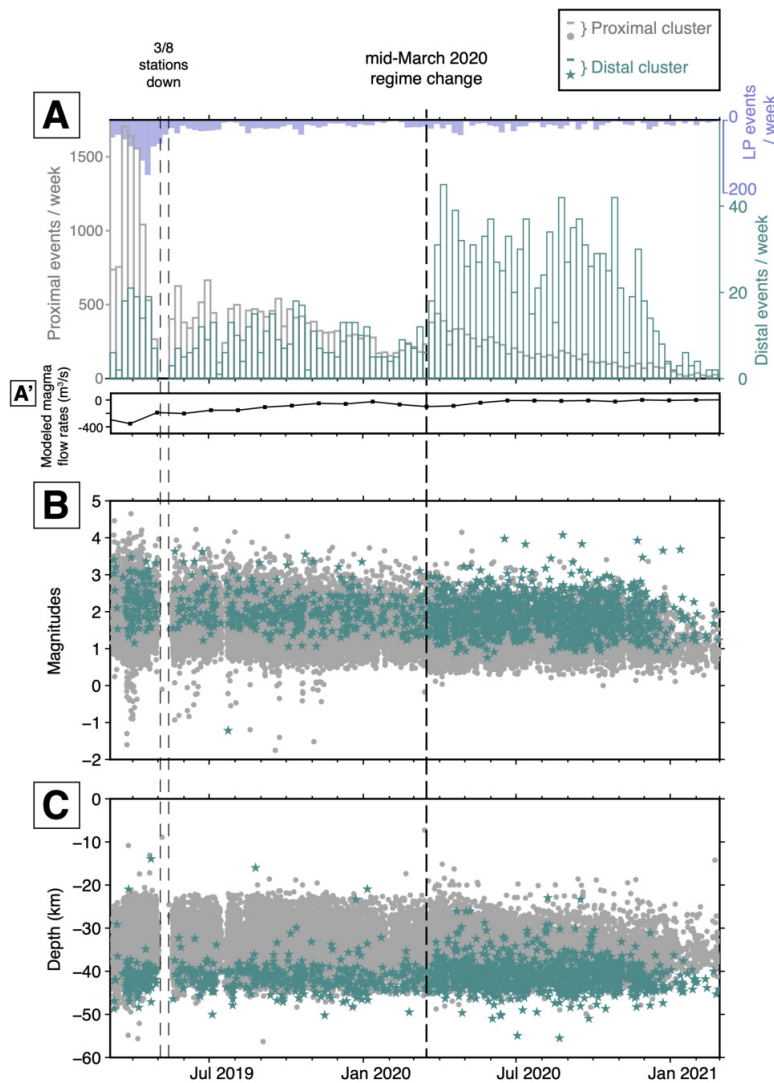 3/8
stations
down
mid-March 2020
regime change
} Proximal cluster
} Distal cluster
A
Proximal events / week
1500
1000
500
0
0
LP events
/ week
200
40
20
0
Distal events / week
A'
Modeled magma
flow rates (m³/s)
0
-400
B
Magnitudes
5
4
3
2
1
0
−1
−2
C
Depth (km)
0
−10
−20
−30
−40
−50
−60
Jul 2019
Jan 2020
Jul 2020
Jan 2021